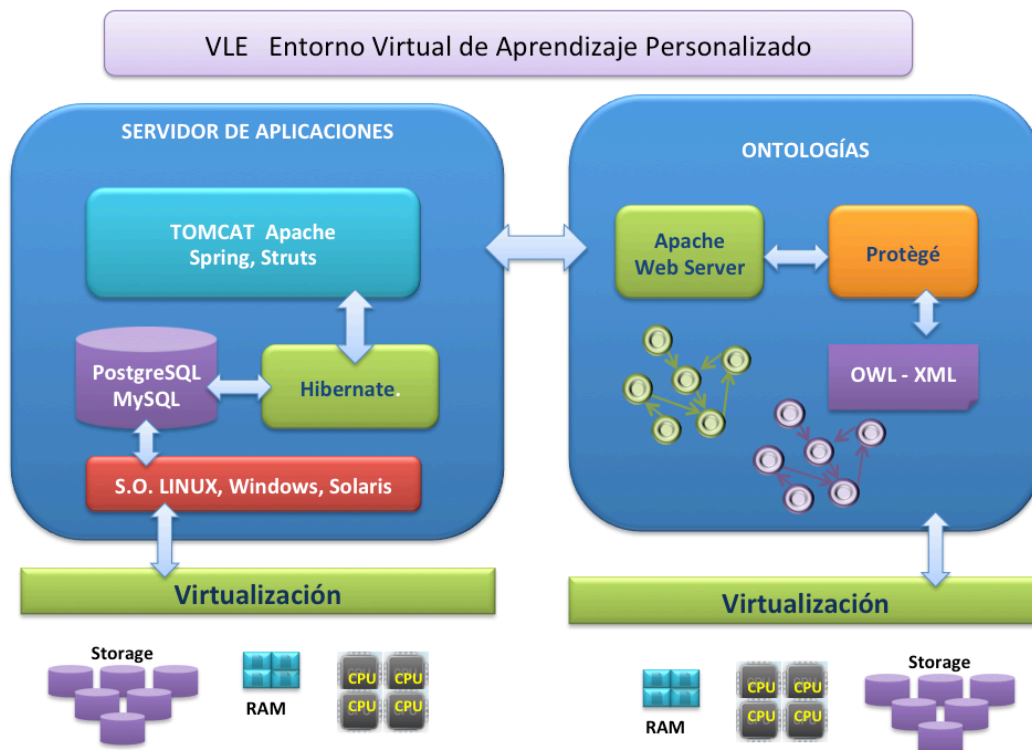 VLE Entorno Virtual de Aprendizaje Personalizado
SERVIDOR DE APLICACIONES
TOMCAT Apache
Spring, Struts
PostgreSQL
MySQL
Hibernate.
S.O. LINUX, Windows, Solaris
Virtualización
Storage
RAM
CPU
CPU
CPU
CPU
ONTOLOGÍAS
Apache
Web Server
Protègé
OWL - XML
Virtualización
RAM
CPU
CPU
CPU
CPU
Storage